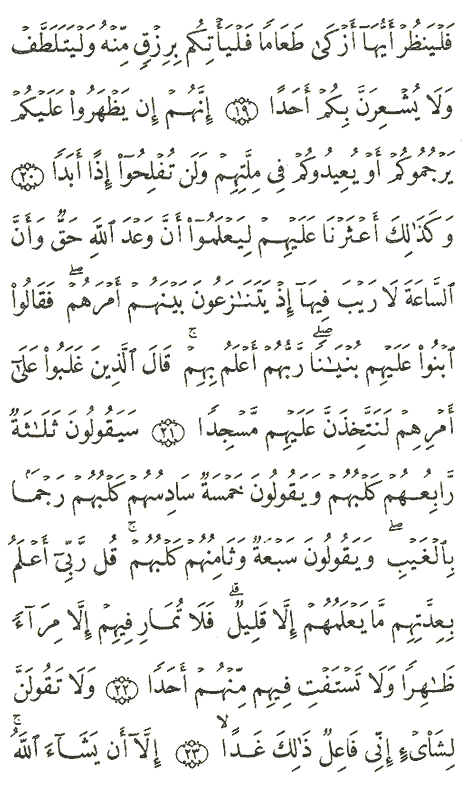 فَلْيَنظُرْ أَيُّهَآ أَزْكَىٰ طَعَامًا فَلْيَأْتِكُم بِرِزْقٍ مِّنْهُ وَلْيَتَلَطَّفْ
وَلَا يُشْعِرَنَّ بِكُمْ أَحَدًا ۝١٩ إِنَّهُمْ إِن يَظْهَرُوا۟ عَلَيْكُمْ
يَرْجُمُوكُمْ أَوْ يُعِيدُوكُمْ فِى مِلَّتِهِمْ وَلَن تُفْلِحُوٓا۟ إِذًا أَبَدًا ۝٢٠
وَكَذَٰلِكَ أَعْثَرْنَا عَلَيْهِمْ لِيَعْلَمُوٓا۟ أَنَّ وَعْدَ ٱللَّهِ حَقٌّ وَأَنَّ
ٱلسَّاعَةَ لَا رَيْبَ فِيهَآ إِذْ يَتَنَٰزَعُونَ بَيْنَهُمْ أَمْرَهُمْ ۖ فَقَالُوا۟
ٱبْنُوا۟ عَلَيْهِم بُنْيَٰنًا ۖ رَّبُّهُمْ أَعْلَمُ بِهِمْ ۚ قَالَ ٱلَّذِينَ غَلَبُوا۟ عَلَىٰٓ
أَمْرِهِمْ لَنَتَّخِذَنَّ عَلَيْهِم مَّسْجِدًا ۝٢١ سَيَقُولُونَ ثَلَٰثَةٌ
رَّابِعُهُمْ كَلْبُهُمْ وَيَقُولُونَ خَمْسَةٌ سَادِسُهُمْ كَلْبُهُمْ رَجْمًۢا
بِٱلْغَيْبِ ۖ وَيَقُولُونَ سَبْعَةٌ وَثَامِنُهُمْ كَلْبُهُمْ ۚ قُل رَّبِّىٓ أَعْلَمُ
بِعِدَّتِهِم مَّا يَعْلَمُهُمْ إِلَّا قَلِيلٌ ۗ فَلَا تُمَارِ فِيهِمْ إِلَّا مِرَآءً
ظَٰهِرًا وَلَا تَسْتَفْتِ فِيهِم مِّنْهُمْ أَحَدًا ۝٢٢ وَلَا تَقُولَنَّ
لِشَا۟ىْءٍ إِنِّى فَاعِلٌ ذَٰلِكَ غَدًا ۙ ۝٢٣ إِلَّآ أَن يَشَآءَ ٱللَّهُ ۚ